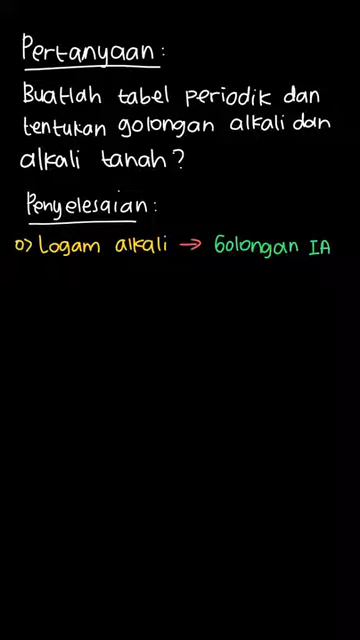 Pertanyaan :
Buatlah tabel periodik dan
tentukan golongan alkali dan
alkali tanah ?
Penyelesaian :
o> Logam alkali → Golongan IA